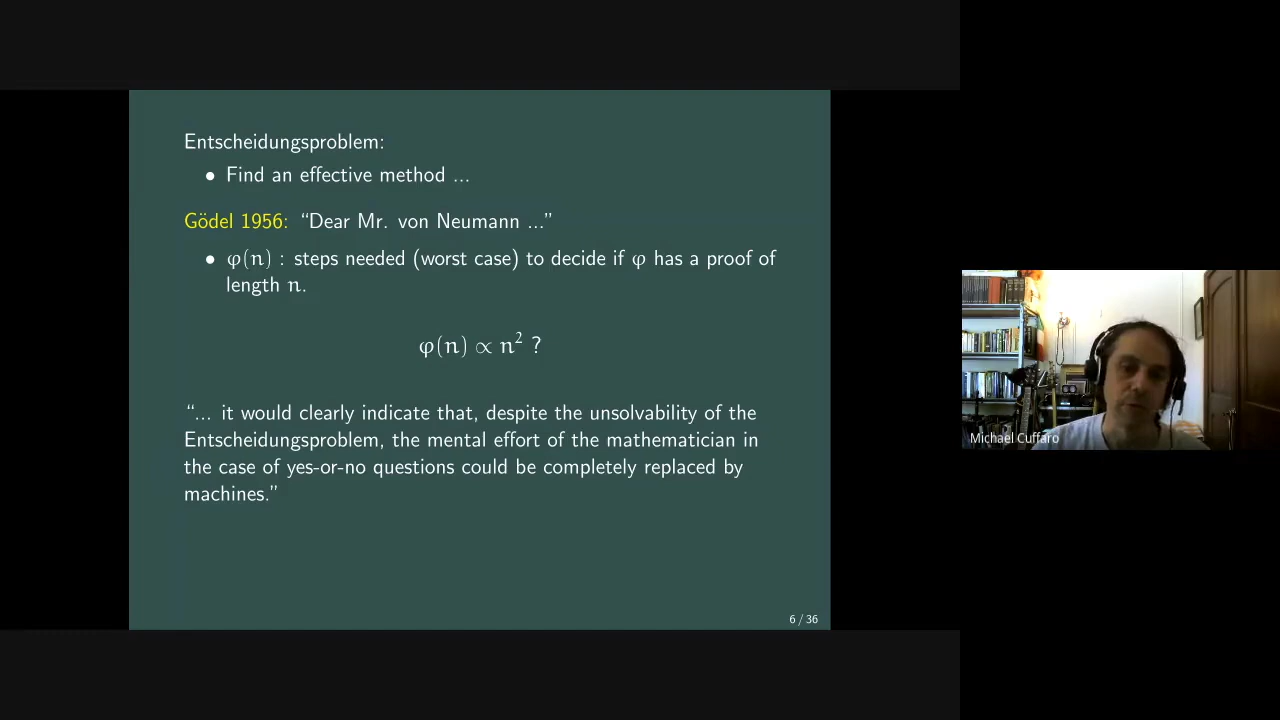 Entscheidungsproblem:
• Find an effective method ...
Gödel 1956: “Dear Mr. von Neumann ...”
• φ(n) : steps needed (worst case) to decide if φ has a proof of
length n.
φ(n) ∝ n² ?
“... it would clearly indicate that, despite the unsolvability of the
Entscheidungsproblem, the mental effort of the mathematician in
the case of yes-or-no questions could be completely replaced by
machines.”
6 / 36
Michael Cuffaro